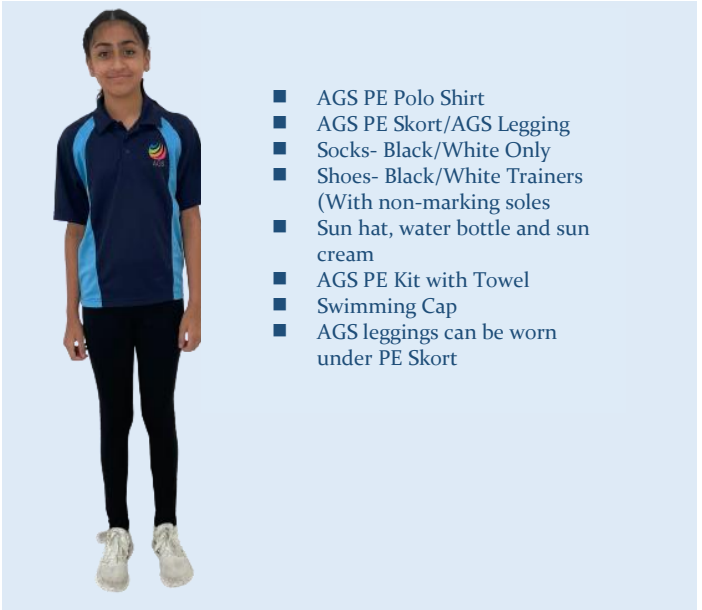 AGS
AGS PE Polo Shirt
AGS PE Skort/AGS Legging
Socks- Black/White Only
Shoes- Black/White Trainers
(With non-marking soles
Sun hat, water bottle and sun
cream
AGS PE Kit with Towel
Swimming Cap
AGS leggings can be worn
under PE Skort